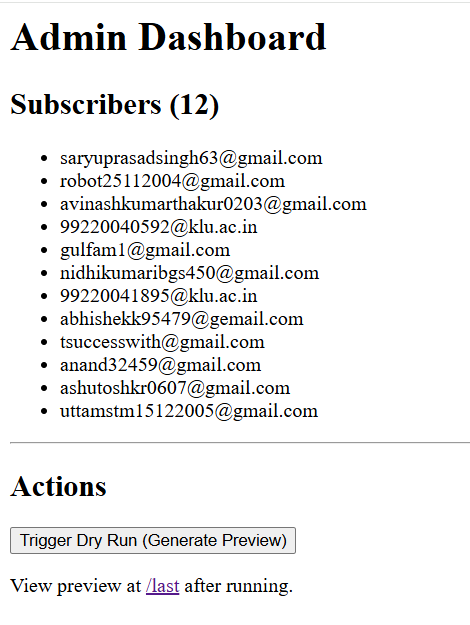 Admin Dashboard
Subscribers (12)
saryuprasadsingh63@gmail.com
robot25112004@gmail.com
avinashkumarthakur0203@gmail.com
99220040592@klu.ac.in
gulfam1@gmail.com
nidhikumaribgs450@gmail.com
99220041895@klu.ac.in
abhishekk95479@gemail.com
tsuccesswith@gmail.com
anand32459@gmail.com
ashutoshkr0607@gmail.com
uttamstm15122005@gmail.com
Actions
Trigger Dry Run (Generate Preview)
View preview at /last after running.